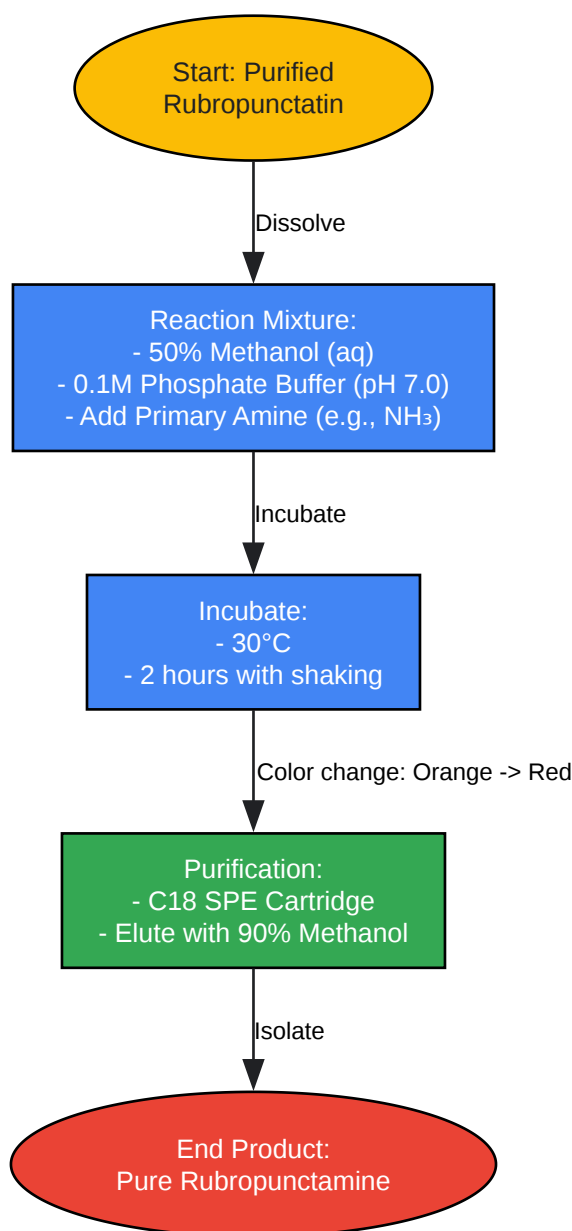 Start: Purified
Rubropunctatin
Dissolve
Reaction Mixture:
- 50% Methanol (aq)
- 0.1M Phosphate Buffer (pH 7.0)
- Add Primary Amine (e.g., NH₃)
Incubate
Incubate:
- 30°C
- 2 hours with shaking
Color change: Orange -> Red
Purification:
- C18 SPE Cartridge
- Elute with 90% Methanol
Isolate
End Product:
Pure Rubropunctamine